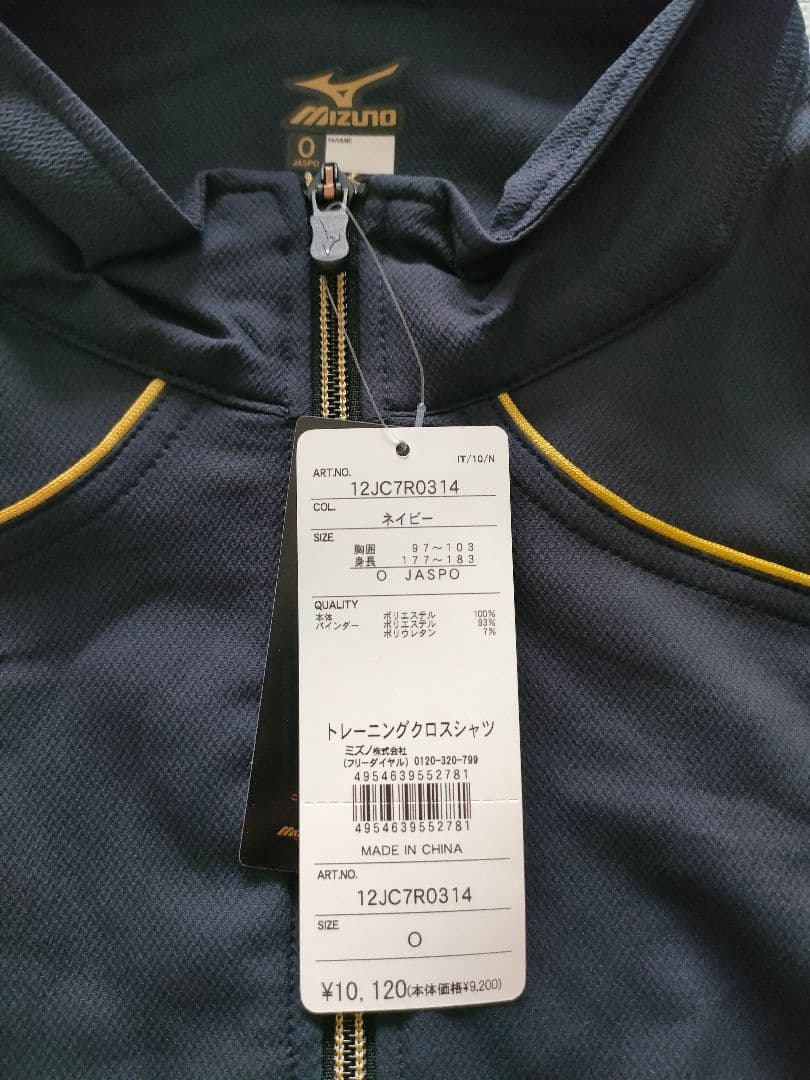 MIZUNO
O
JASPO
NAME
IT/10/N
ART.NO.
12JC7R0314
COL.
ネイビー
SIZE
胸囲 97～103
身長 177～183
O JASPO
QUALITY
本体 ポリエステル 100%
バインダー ポリエステル 93%
ポリウレタン 7%
トレーニングクロスシャツ
ミズノ株式会社
(フリーダイヤル) 0120-320-799
4954639552781
4954639552781
MADE IN CHINA
ART.NO.
12JC7R0314
SIZE
O
¥10,120(本体価格¥9,200)